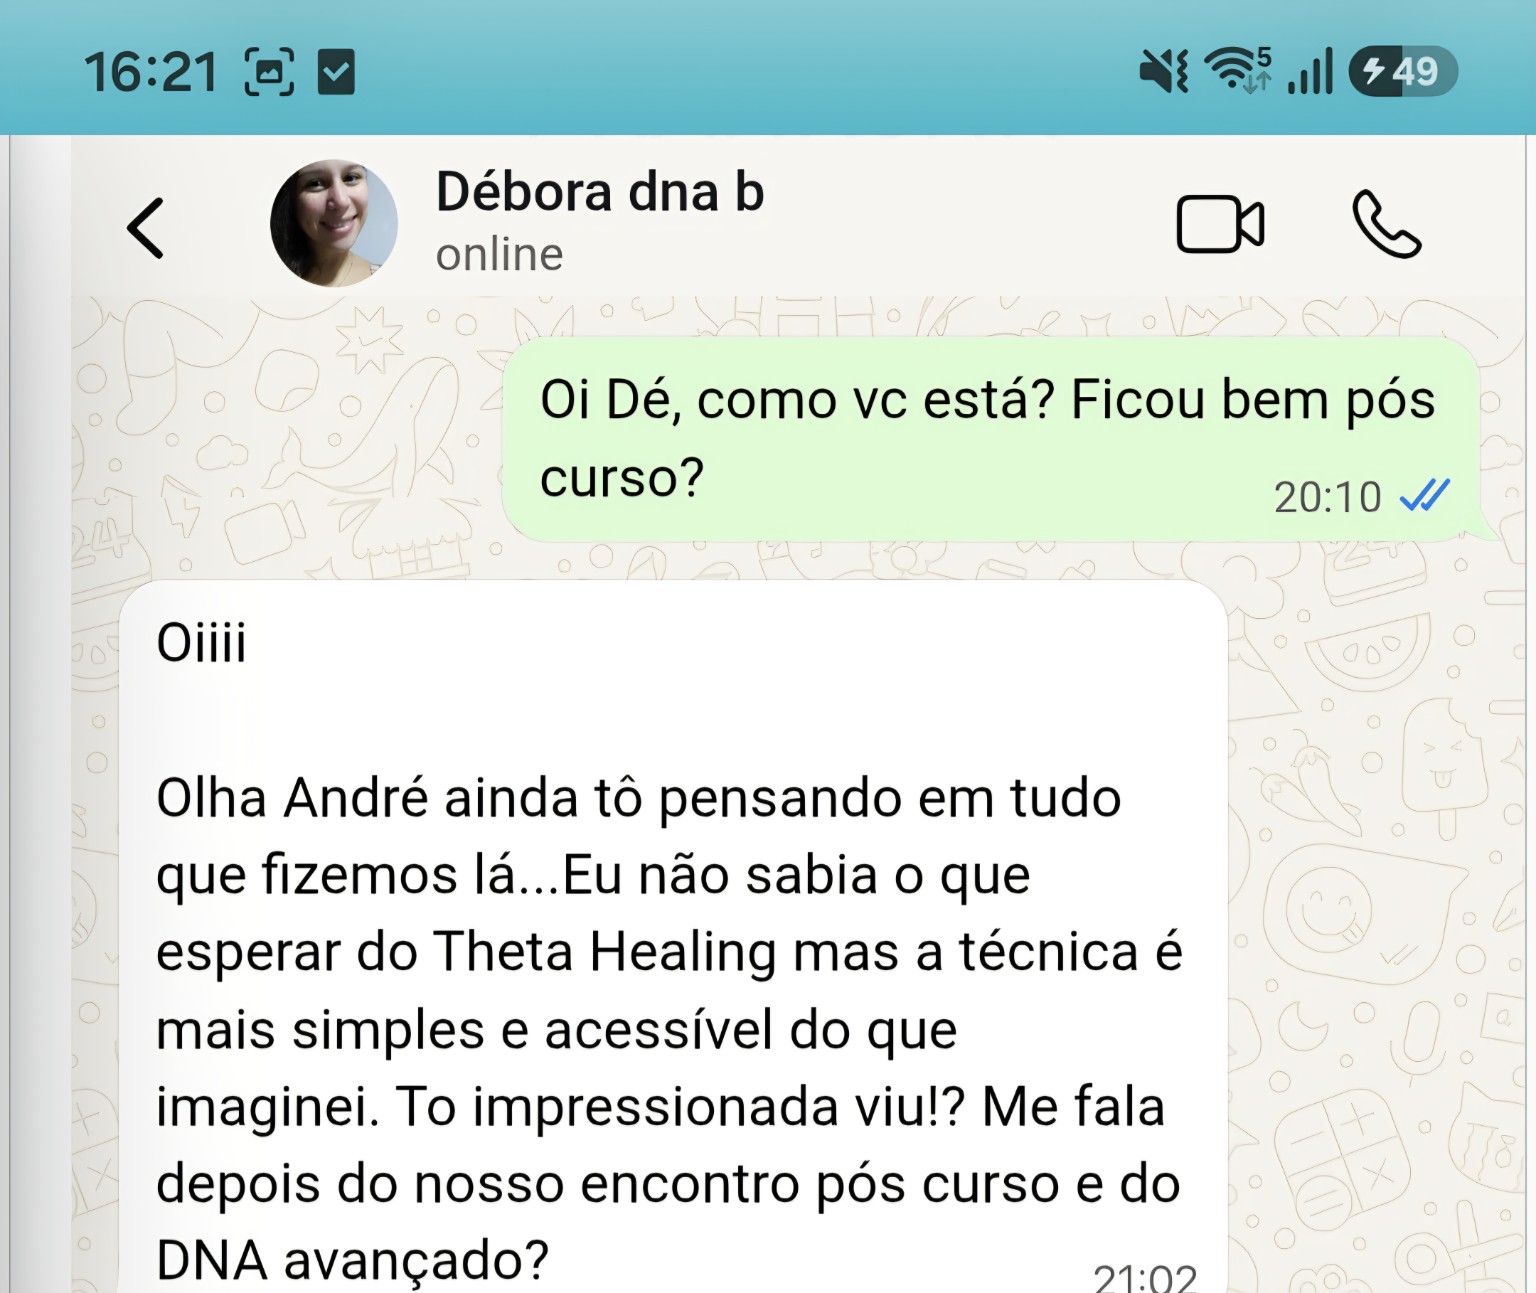 16:21
5
49
Débora dna b
online
Oi Dé, como vc está? Ficou bem pós
curso?
20:10
Oiiii
Olha André ainda tô pensando em tudo
que fizemos lá...Eu não sabia o que
esperar do Theta Healing mas a técnica é
mais simples e acessível do que
imaginei. To impressionada viu!? Me fala
depois do nosso encontro pós curso e do
DNA avançado?
21:02